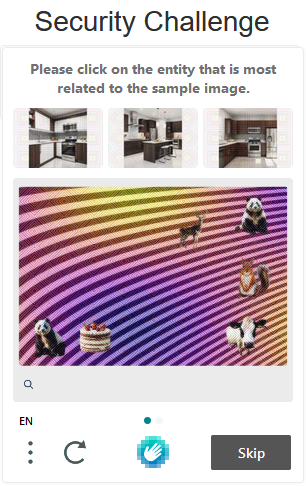 Security Challenge
Please click on the entity that is most
related to the sample image.
EN
Skip